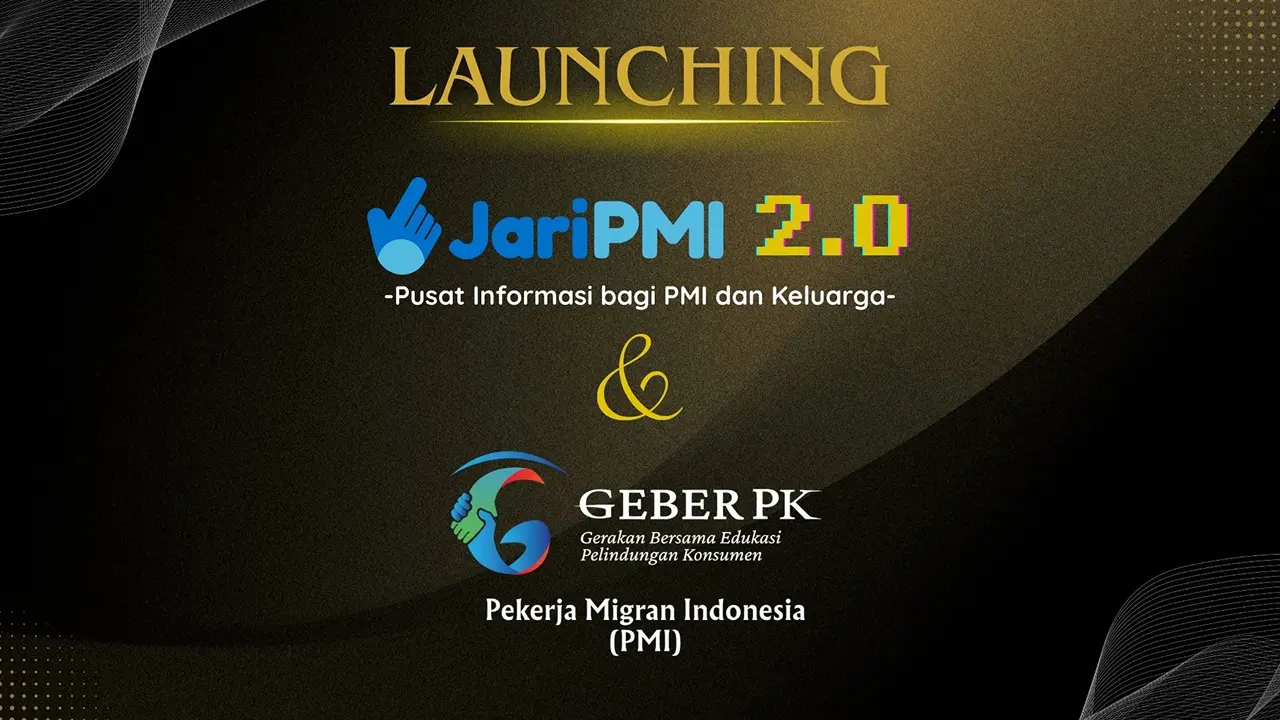 LAUNCHING
JariPMI 2.0
-Pusat Informasi bagi PMI dan Keluarga-
&
GEBER PK
Gerakan Bersama Edukasi
Pelindungan Konsumen
Pekerja Migran Indonesia
(PMI)